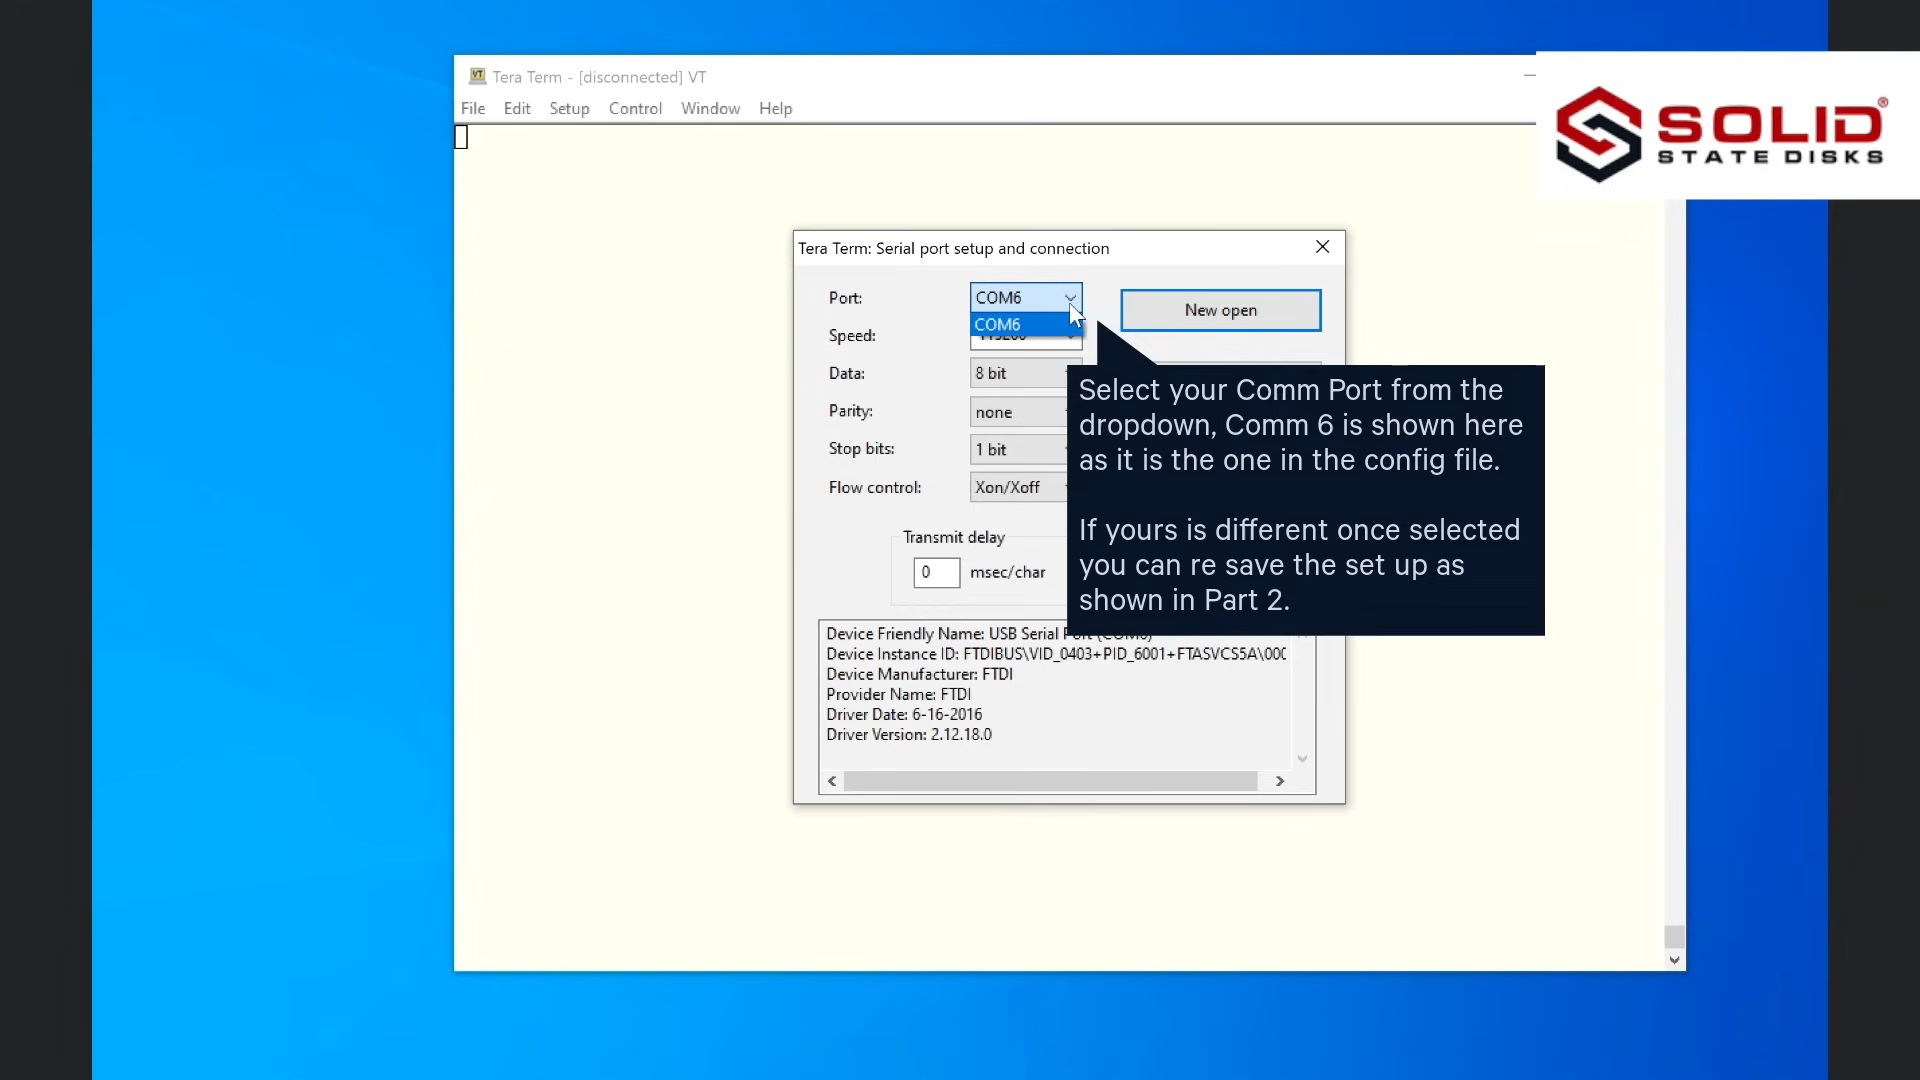 VT Tera Term - [disconnected] VT
File Edit Setup Control Window Help
SOLID®
STATE DISKS
Tera Term: Serial port setup and connection
Port: COM6 New open
COM6
Speed:
Data: 8 bit
Parity: none
Stop bits: 1 bit
Flow control: Xon/Xoff
Transmit delay
0 msec/char
Select your Comm Port from the
dropdown, Comm 6 is shown here
as it is the one in the config file.
If yours is different once selected
you can re save the set up as
shown in Part 2.
Device Friendly Name: USB Serial Port (COM6)
Device Instance ID: FTDIBUS\VID_0403+PID_6001+FTASVCS5A\000
Device Manufacturer: FTDI
Provider Name: FTDI
Driver Date: 6-16-2016
Driver Version: 2.12.18.0